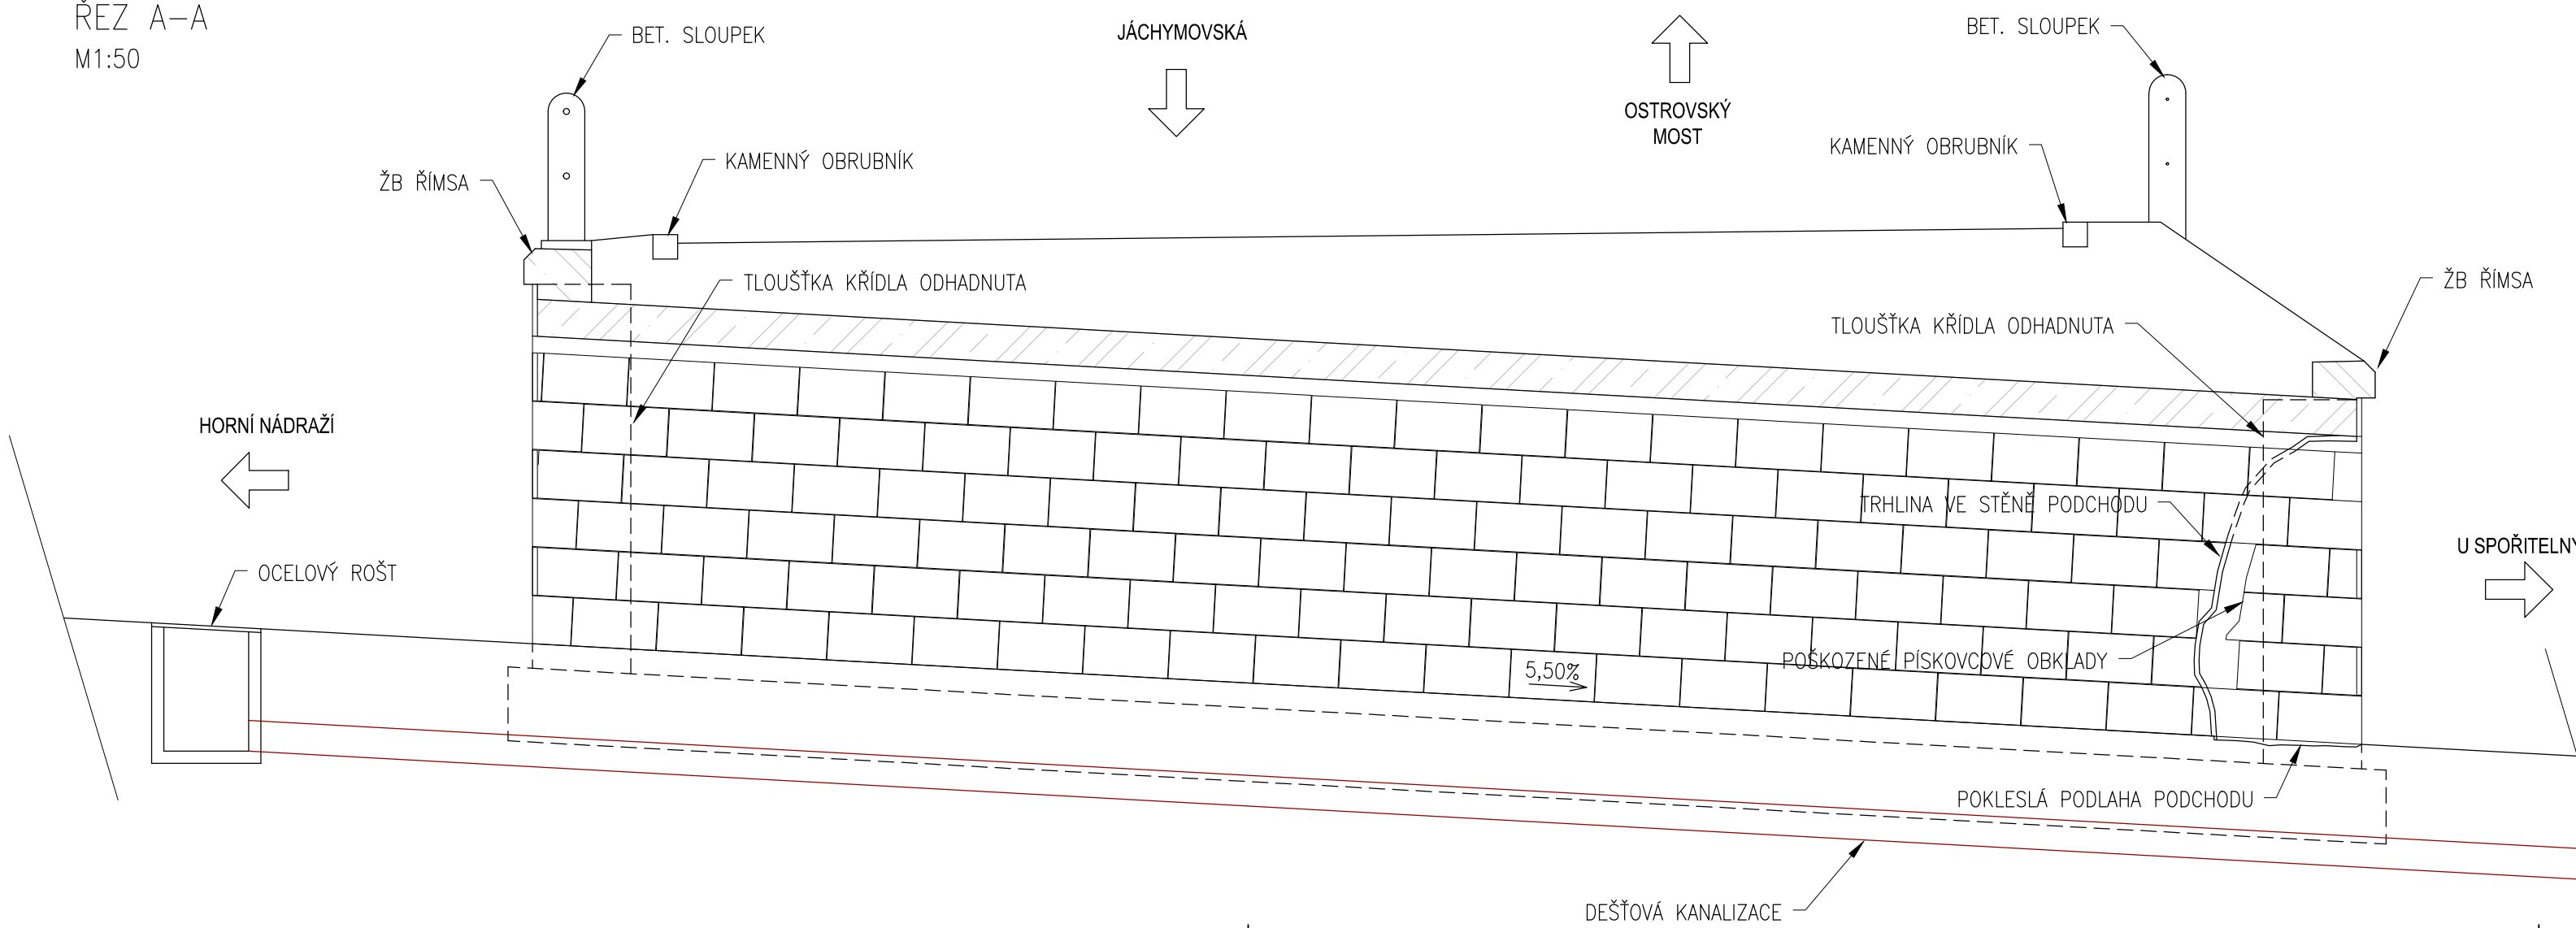 ŘEZ A-A
M1:50
BET. SLOUPEK
JÁCHYMOVSKÁ
BET. SLOUPEK
OSTROVSKÝ
MOST
KAMENNÝ OBRUBNÍK
KAMENNÝ OBRUBNÍK
ŽB ŘÍMSA
TLOUŠŤKA KŘÍDLA ODHADNUTA
ŽB ŘÍMSA
TLOUŠŤKA KŘÍDLA ODHADNUTA
HORNÍ NÁDRAŽÍ
TRHLINA VE STĚNĚ PODCHODU
U SPOŘITELNY
OCELOVÝ ROŠT
POŠKOZENÉ PÍSKOVCOVÉ OBKLADY
5,50%
POKLESLÁ PODLAHA PODCHODU
DEŠŤOVÁ KANALIZACE